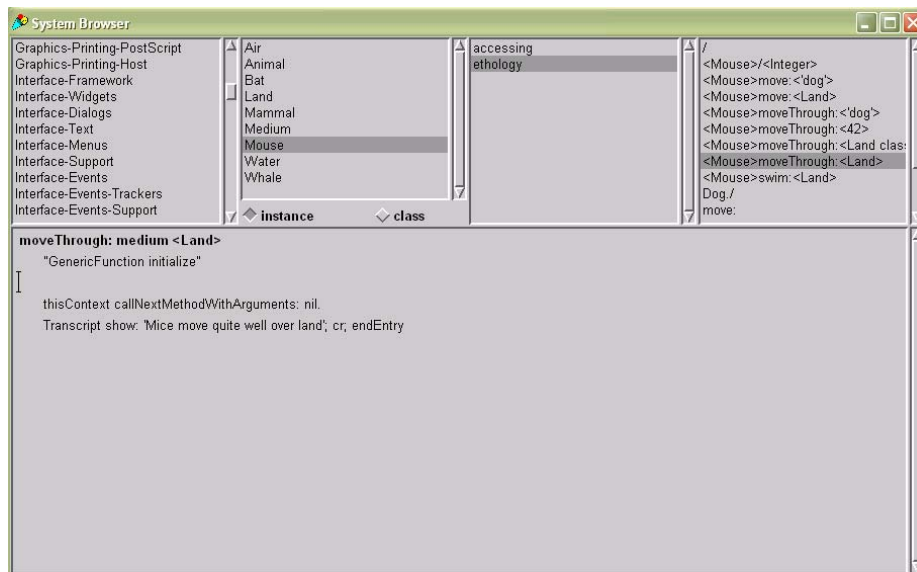 System Browser
Graphics-Printing-PostScript
Graphics-Printing-Host
Interface-Framework
Interface-Widgets
Interface-Dialogs
Interface-Text
Interface-Menus
Interface-Support
Interface-Events
Interface-Events-Trackers
Interface-Events-Support
Air
Animal
Bat
Land
Mammal
Medium
Mouse
Water
Whale
instance class
accessing
ethology
/
<Mouse>/<Integer>
<Mouse>move:<'dog'>
<Mouse>move:<Land>
<Mouse>moveThrough:<'dog'>
<Mouse>moveThrough:<42>
<Mouse>moveThrough:<Land clas
<Mouse>moveThrough:<Land>
<Mouse>swim:<Land>
Dog./
move:
moveThrough: medium <Land>
"GenericFunction initialize"
thisContext callNextMethodWithArguments: nil.
Transcript show: 'Mice move quite well over land'; cr; endEntry